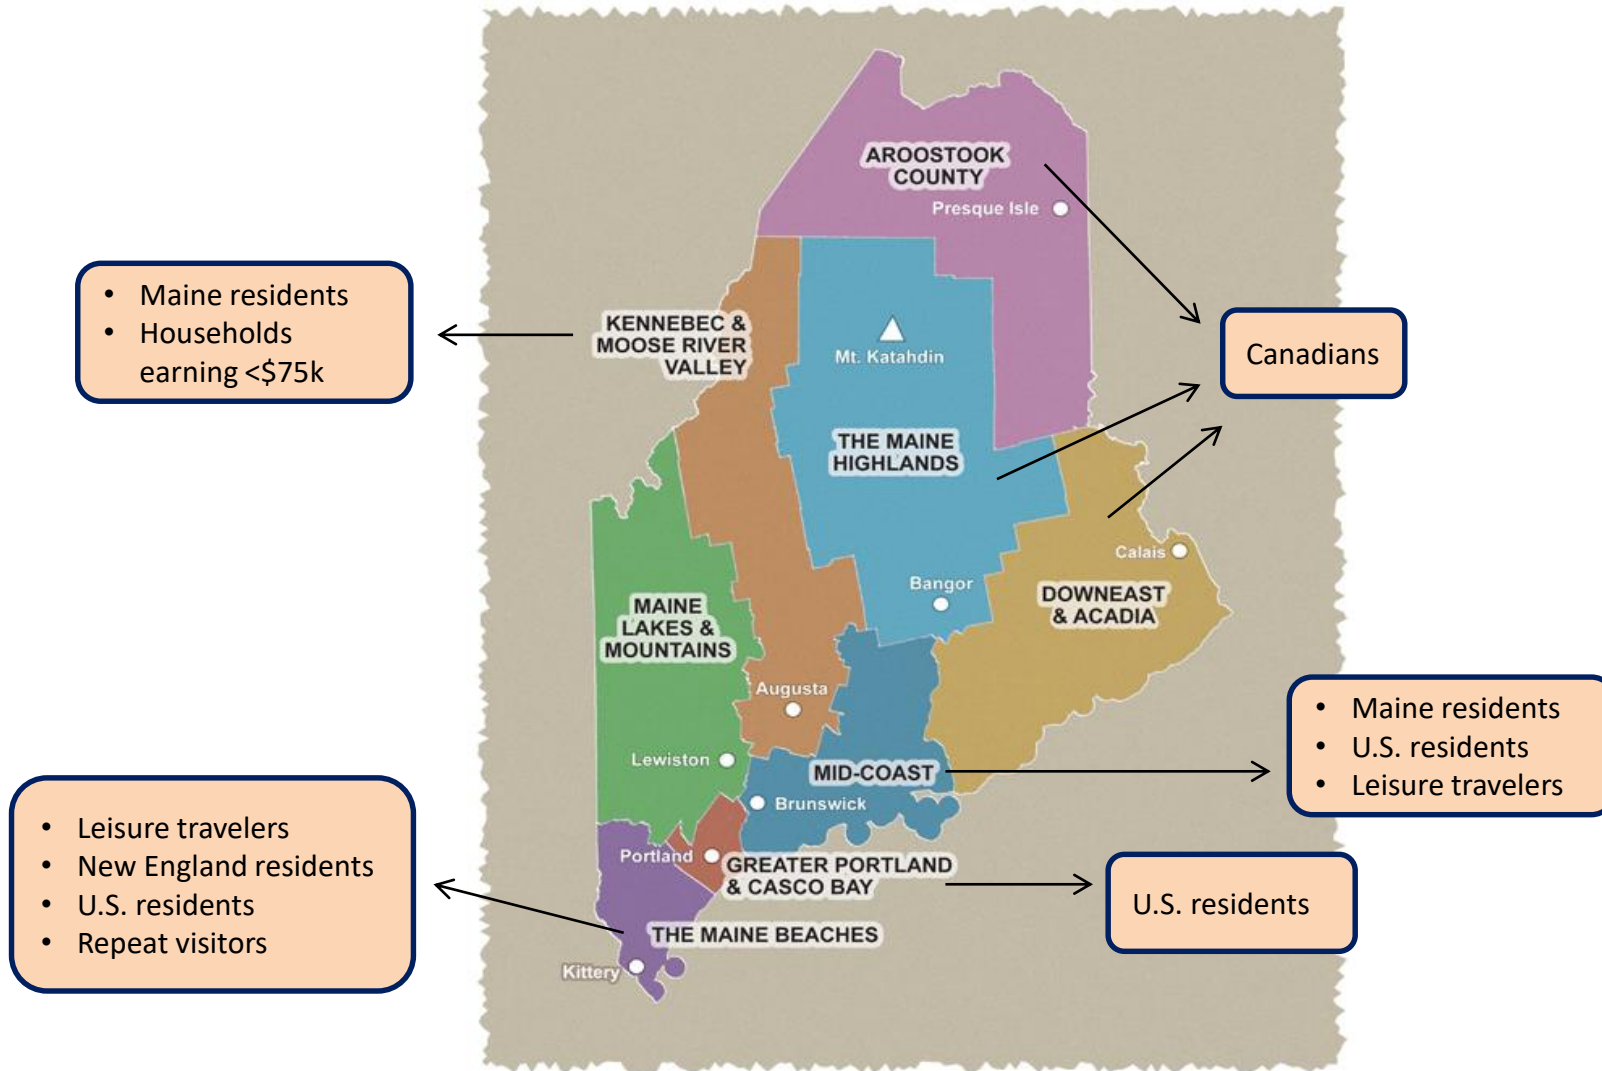 AROOSTOOK
COUNTY
Presque Isle
• Maine residents
• Households
earning <$75k
KENNEBEC &
MOOSE RIVER
VALLEY
Mt. Katahdin
Canadians
THE MAINE
HIGHLANDS
Calais
Bangor
DOWNEAST
& ACADIA
MAINE
LAKES &
MOUNTAINS
Augusta
• Maine residents
• U.S. residents
• Leisure travelers
Lewiston
MID-COAST
Brunswick
• Leisure travelers
• New England residents
• U.S. residents
• Repeat visitors
Portland
GREATER PORTLAND
& CASCO BAY
U.S. residents
THE MAINE BEACHES
Kittery